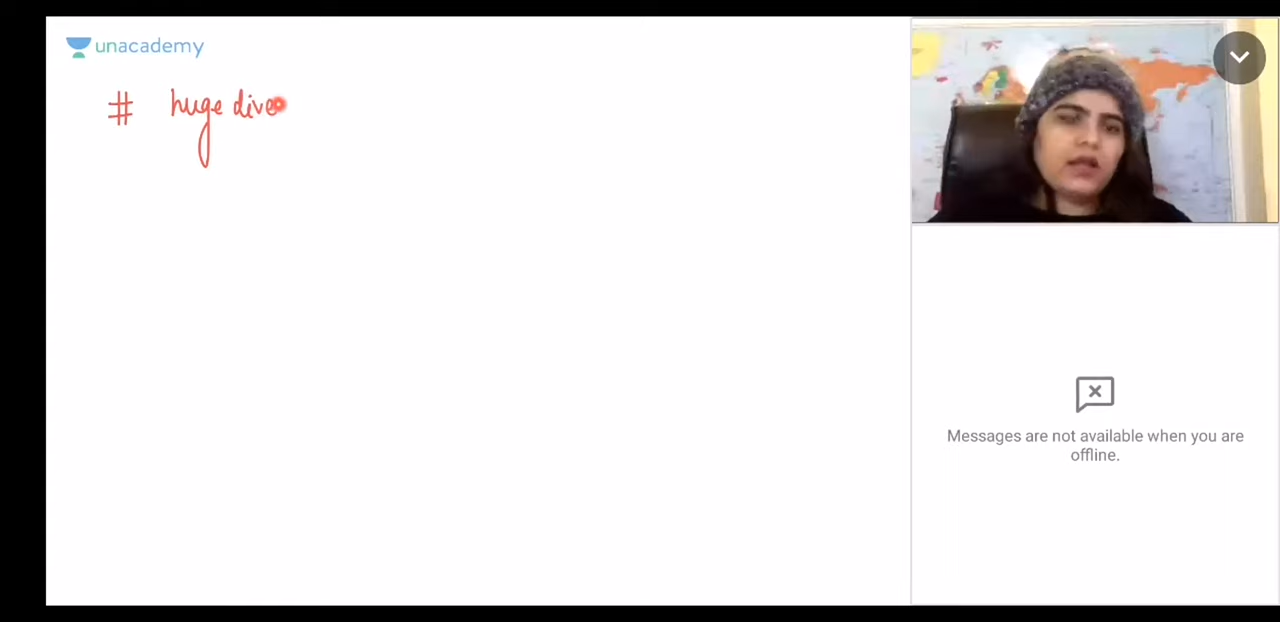 unacademy
# huge dive
Messages are not available when you are
offline.